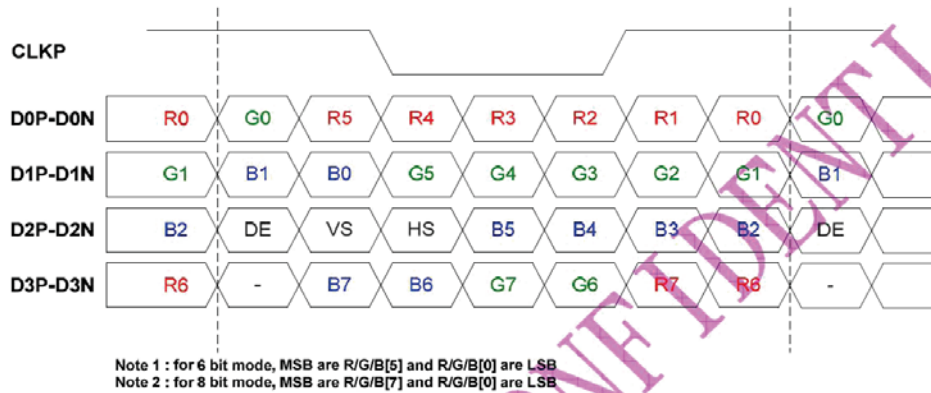 CLKP
D0P-D0N R0 G0 R5 R4 R3 R2 R1 R0 G0
D1P-D1N G1 B1 B0 G5 G4 G3 G2 G1 B1
D2P-D2N B2 DE VS HS B5 B4 B3 B2 DE
D3P-D3N R6 - B7 B6 G7 G6 R7 R6 -
Note 1 : for 6 bit mode, MSB are R/G/B[5] and R/G/B[0] are LSB
Note 2 : for 8 bit mode, MSB are R/G/B[7] and R/G/B[0] are LSB
ONFIDENTI